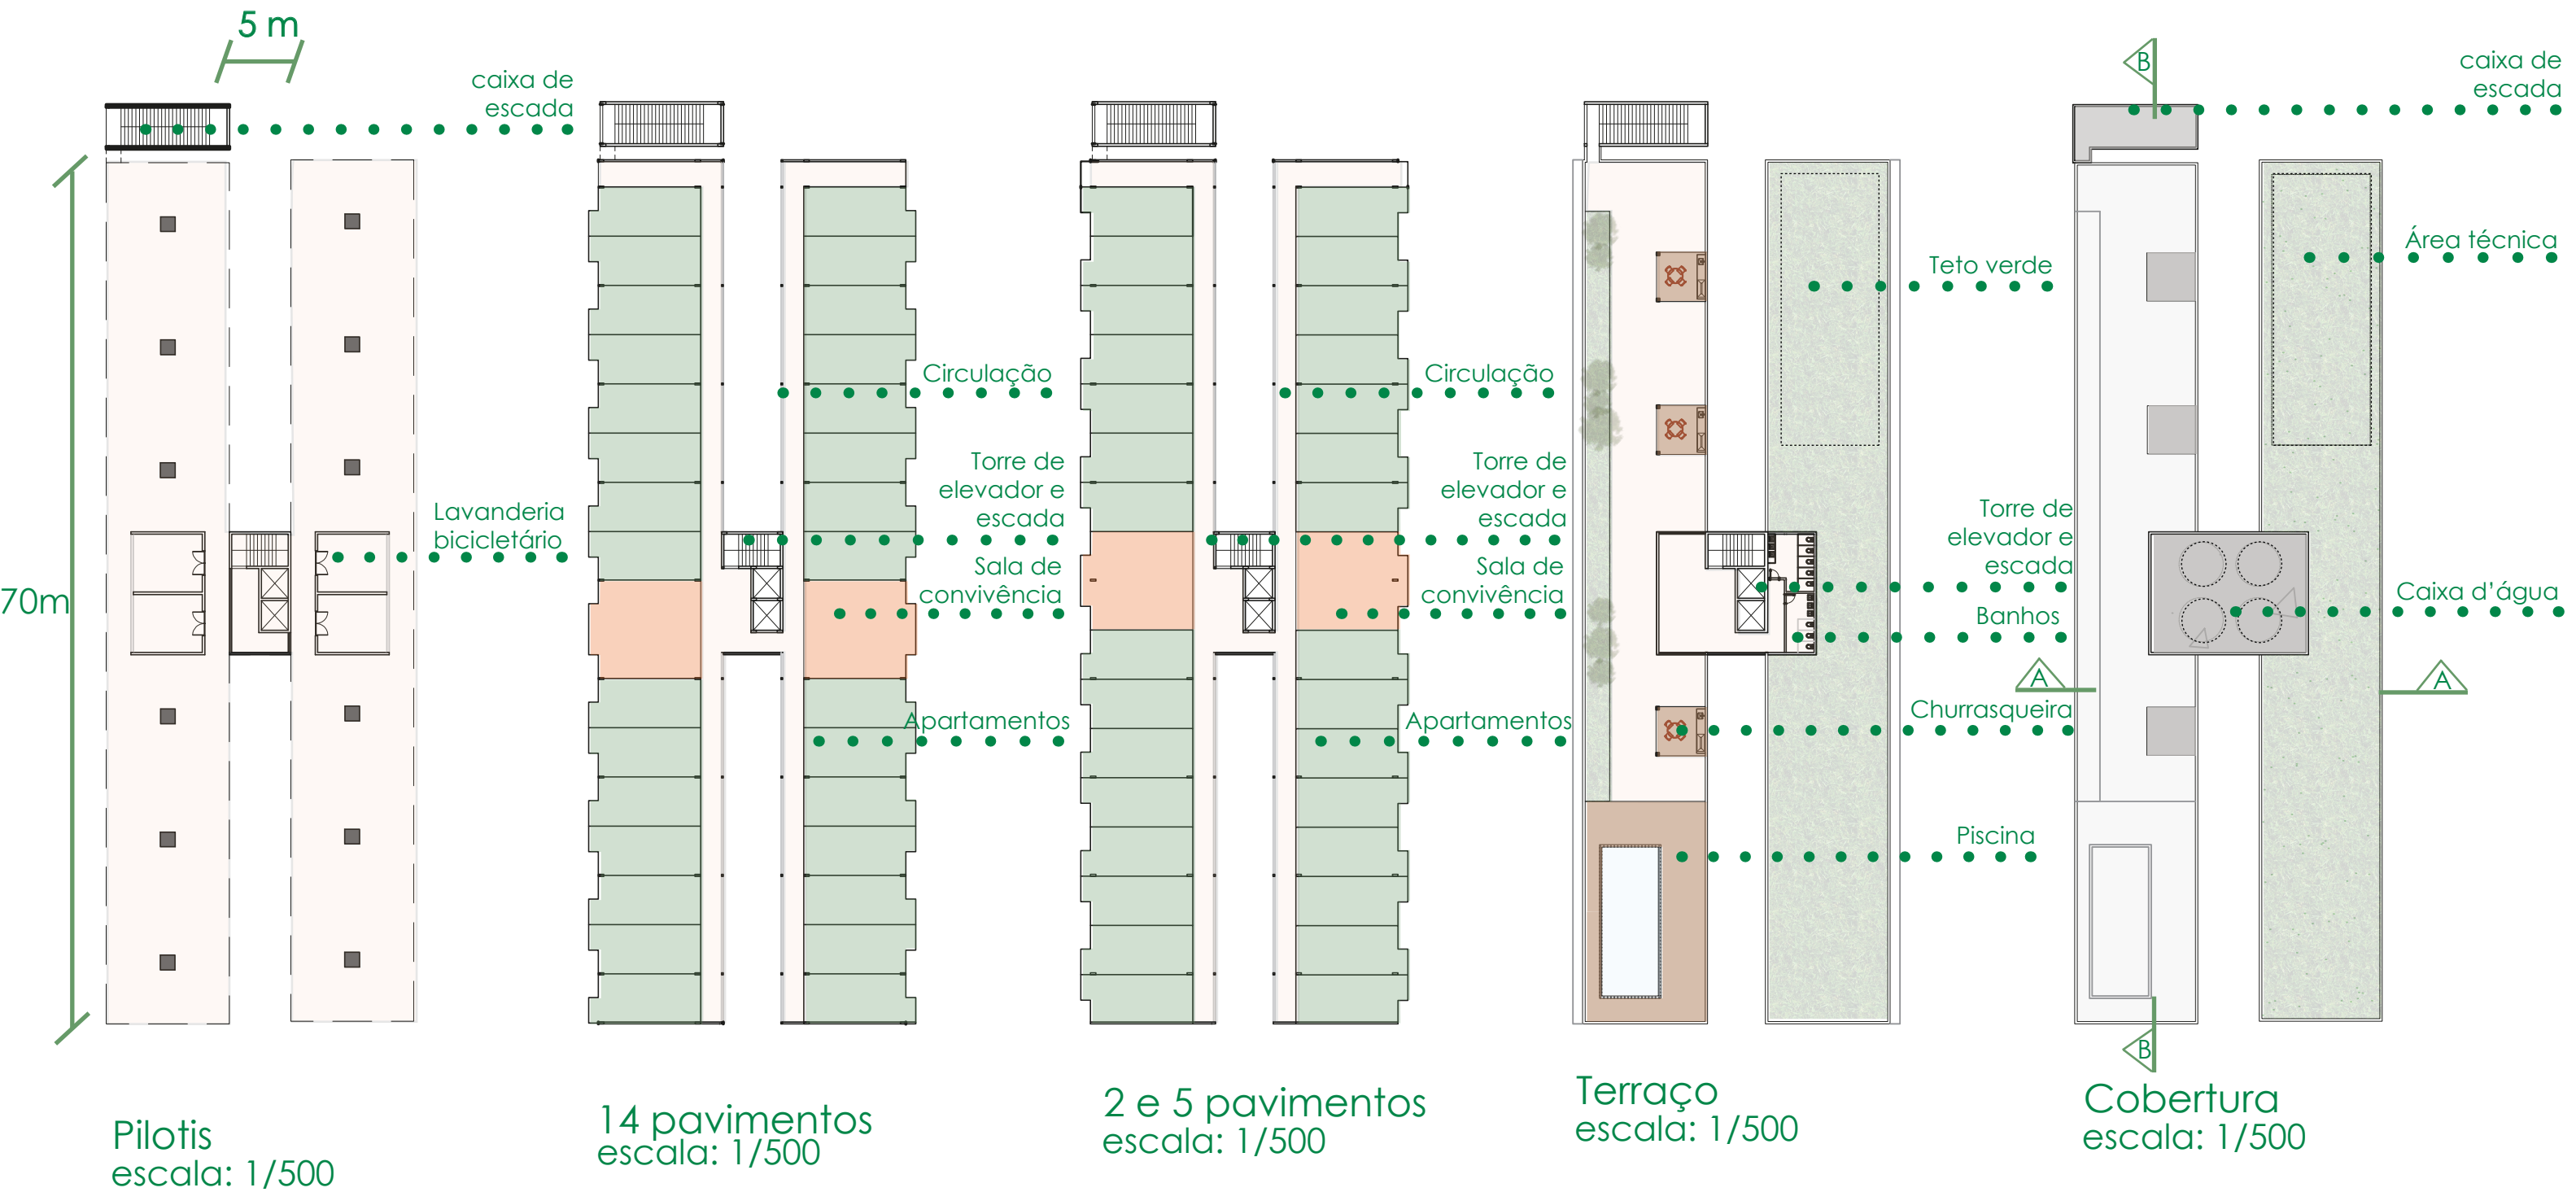 5 m
70m
caixa de
escada
Lavanderia
bicicletário
Pilotis
escala: 1/500
Circulação
Torre de
elevador e
escada
Sala de
convivência
Apartamentos
14 pavimentos
escala: 1/500
Circulação
Torre de
elevador e
escada
Sala de
convivência
Apartamentos
2 e 5 pavimentos
escala: 1/500
Teto verde
Torre de
elevador e
escada
Banhos
Churrasqueira
Piscina
Terraço
escala: 1/500
B
caixa de
escada
Área técnica
Caixa d’água
A
A
B
Cobertura
escala: 1/500